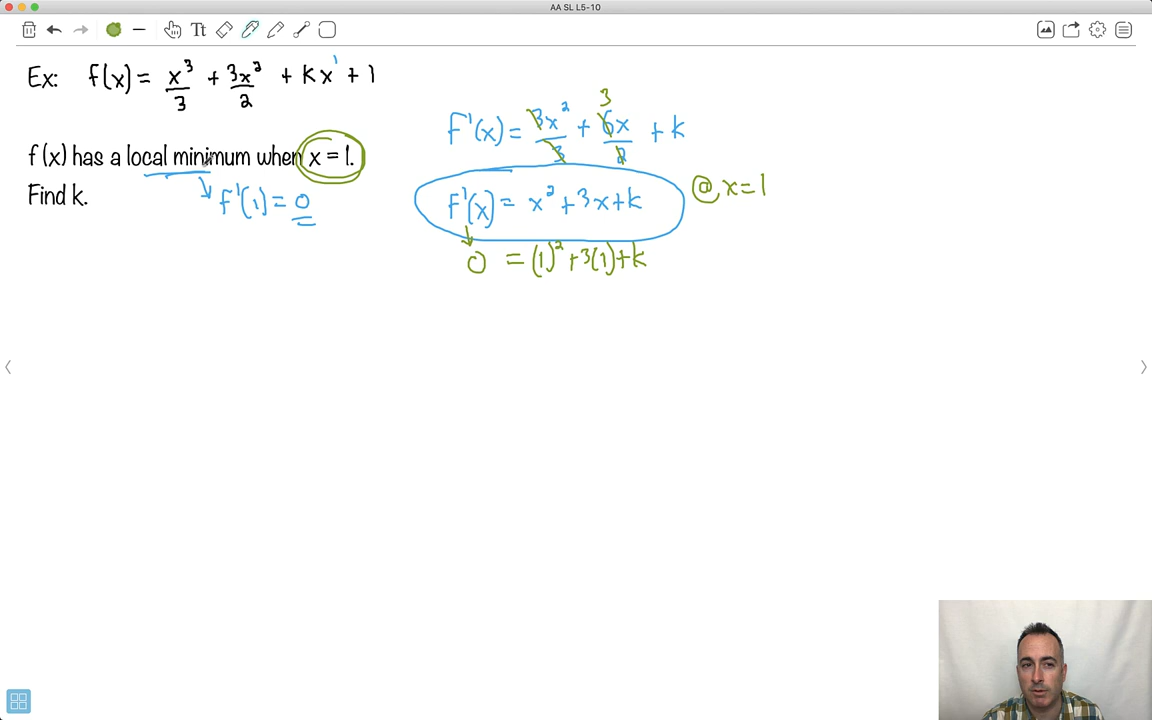 AA SL L5-10
Tt
Ex: f(x) = x³/3 + 3x²/2 + kx¹ + 1
f(x) has a local minimum when x = 1.
Find k.
f'(1) = 0
f'(x) = 3x²/3 + 6x/2 + k
3
f'(x) = x² + 3x + k
@ x = 1
0 = (1)² + 3(1) + k